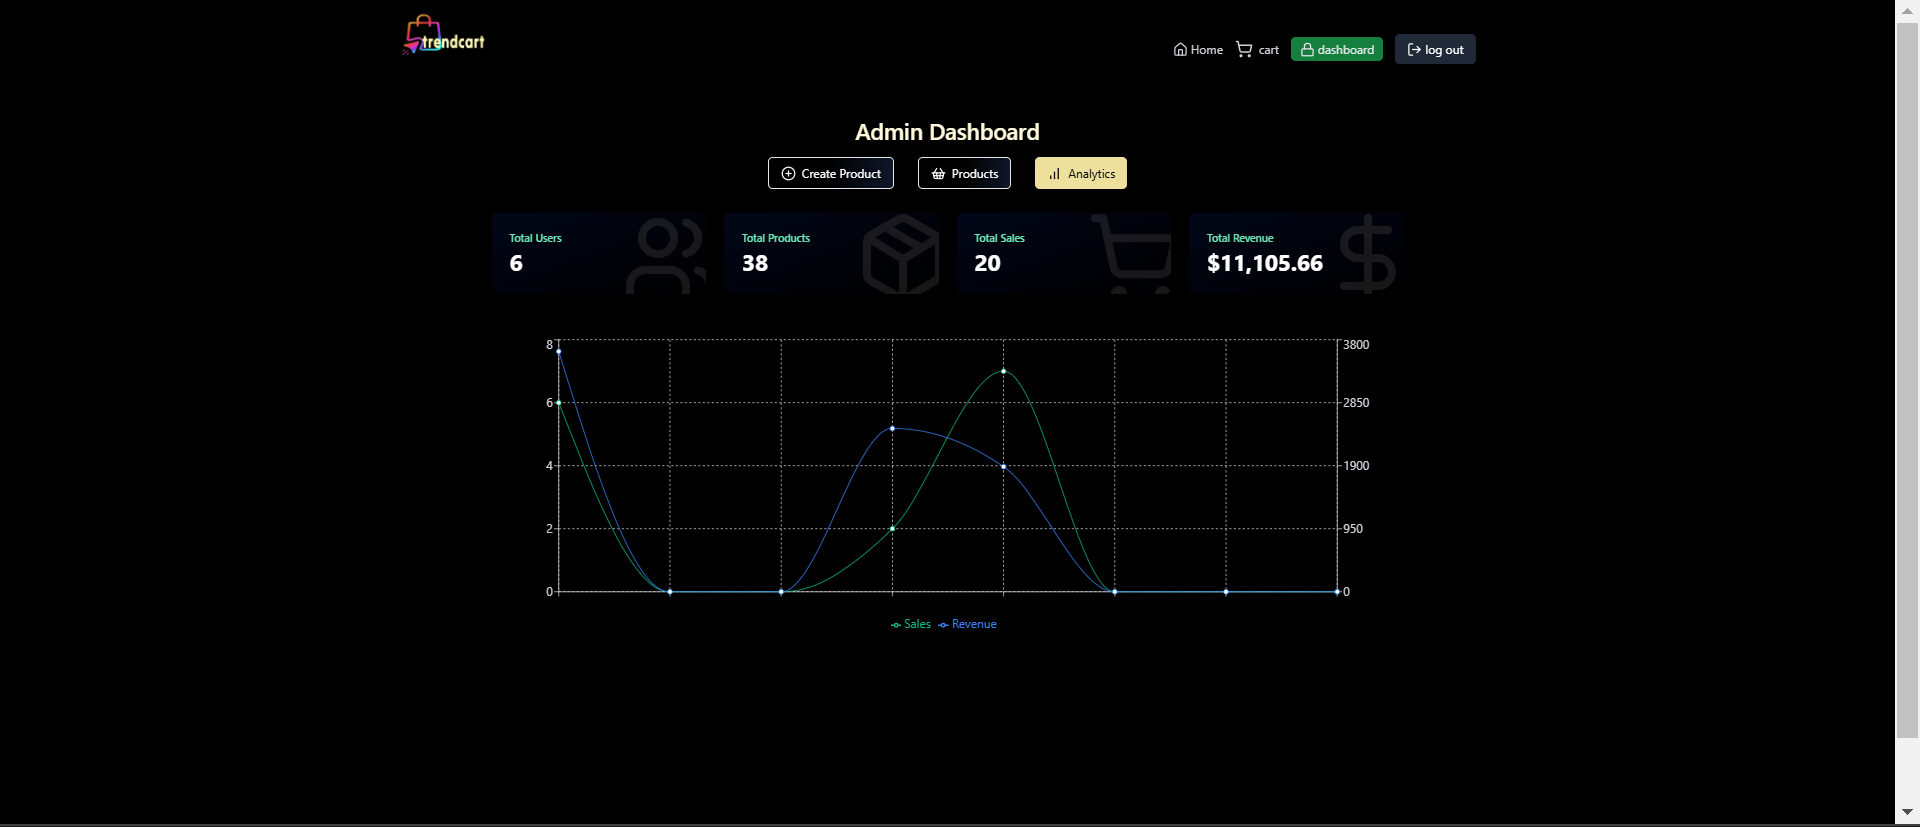 trendcart
Home cart dashboard log out
Admin Dashboard
Create Product Products Analytics
Total Users Total Products Total Sales Total Revenue
6 38 20 $11,105.66
8 3800
6 2850
4 1900
2 950
0 0
Sales Revenue